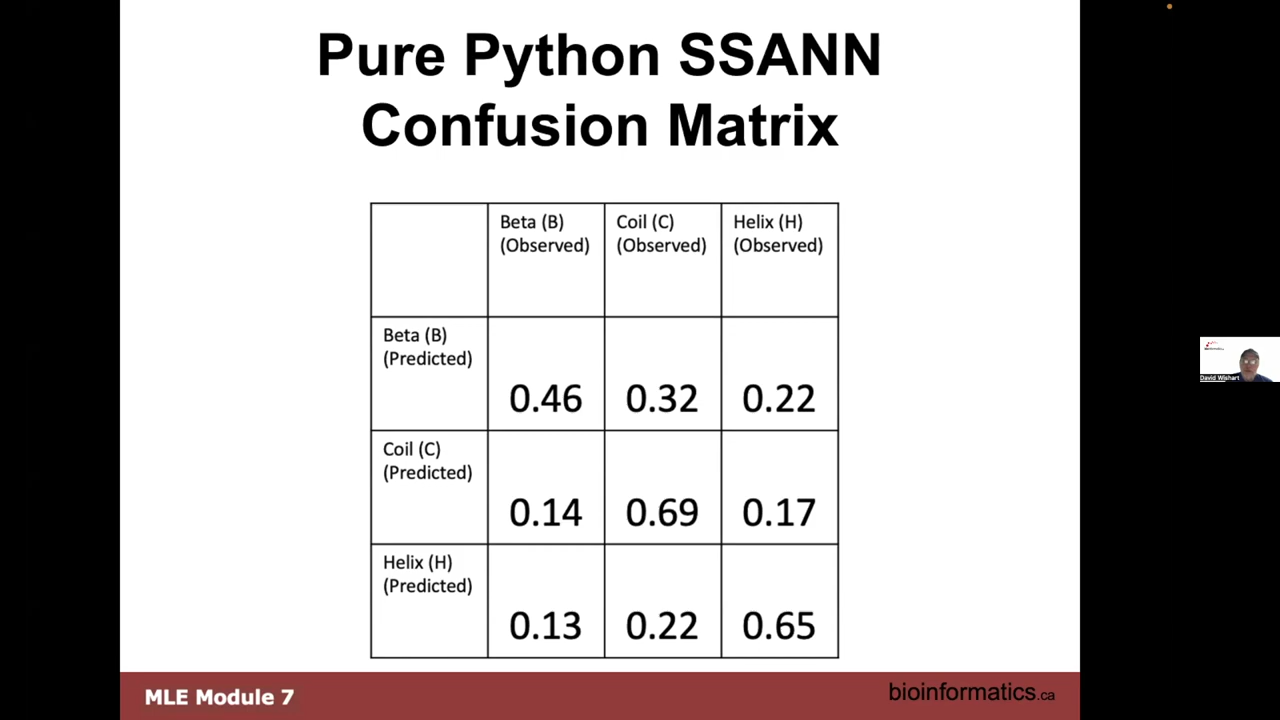 Pure Python SSANN
Confusion Matrix
Beta (B) Coil (C) Helix (H)
(Observed) (Observed) (Observed)
Beta (B)
(Predicted)
0.46 0.32 0.22
Coil (C)
(Predicted)
0.14 0.69 0.17
Helix (H)
(Predicted)
0.13 0.22 0.65
MLE Module 7
bioinformatics.ca
David Wishart